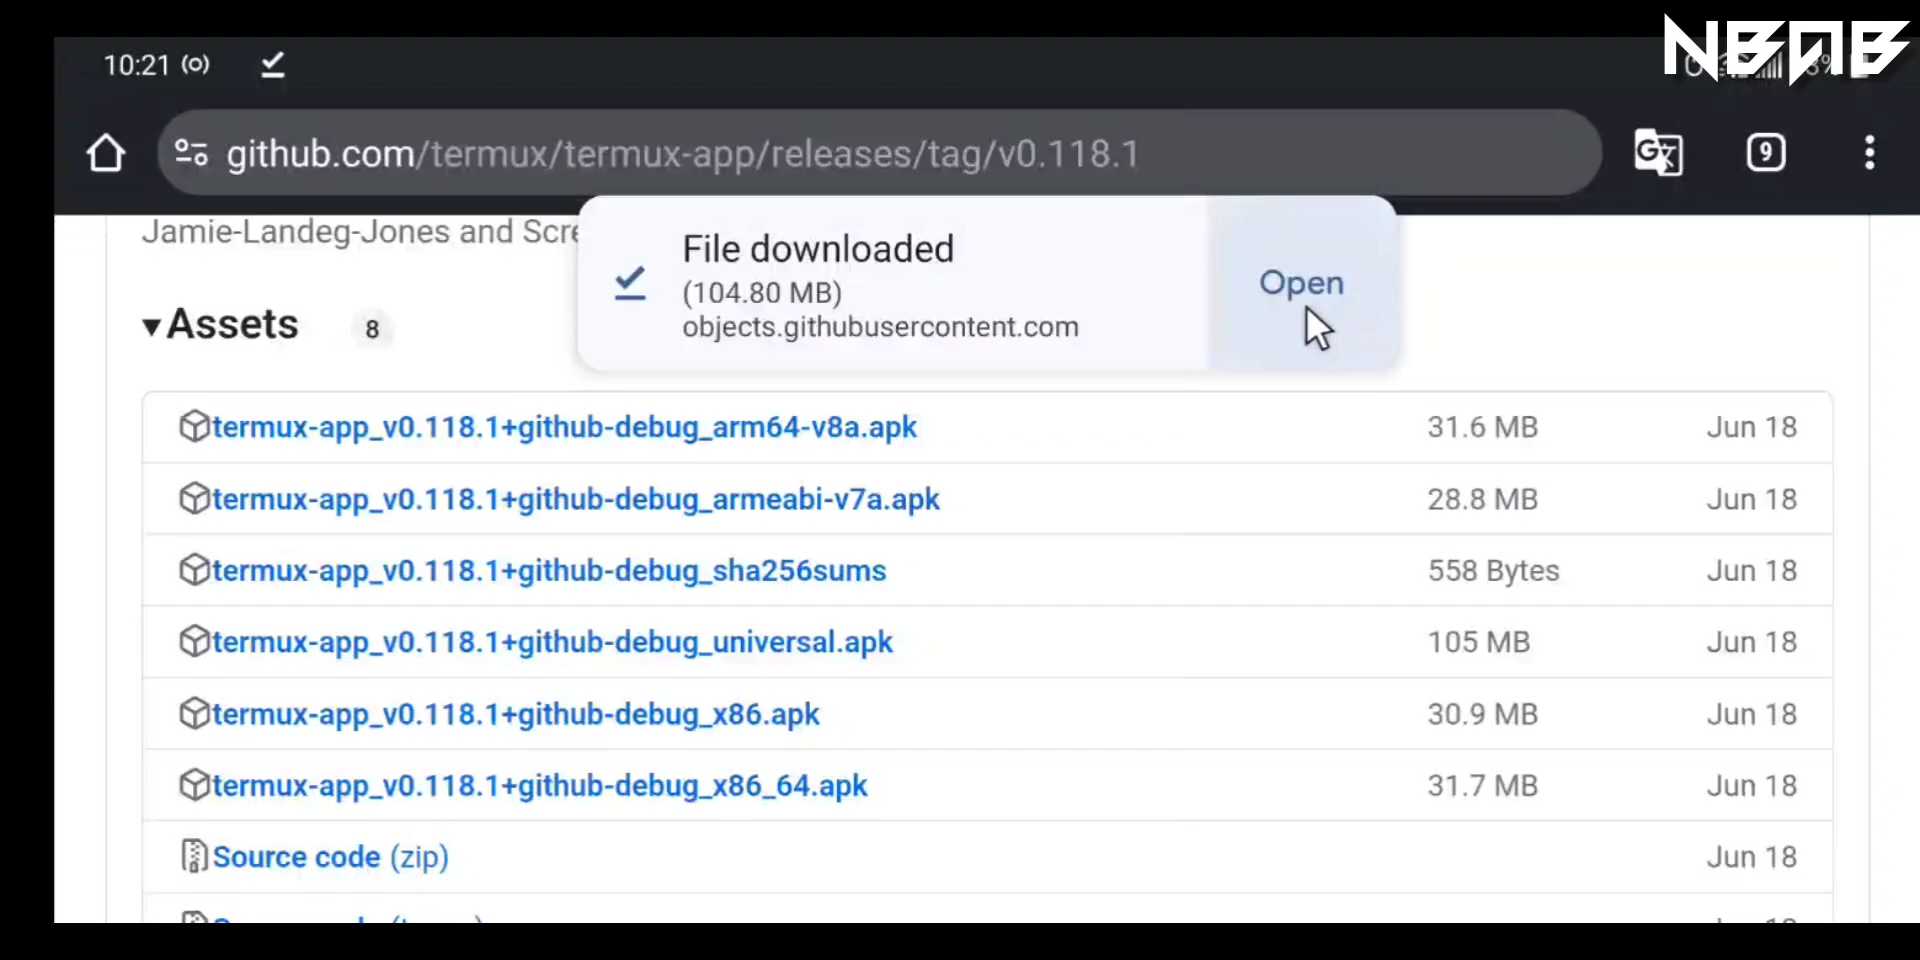 NBAB
10:21
github.com/termux/termux-app/releases/tag/v0.118.1
9
Jamie-Landeg-Jones and Scre
File downloaded
(104.80 MB)
objects.githubusercontent.com
Open
Assets 8
termux-app_v0.118.1+github-debug_arm64-v8a.apk 31.6 MB Jun 18
termux-app_v0.118.1+github-debug_armeabi-v7a.apk 28.8 MB Jun 18
termux-app_v0.118.1+github-debug_sha256sums 558 Bytes Jun 18
termux-app_v0.118.1+github-debug_universal.apk 105 MB Jun 18
termux-app_v0.118.1+github-debug_x86.apk 30.9 MB Jun 18
termux-app_v0.118.1+github-debug_x86_64.apk 31.7 MB Jun 18
Source code (zip) Jun 18